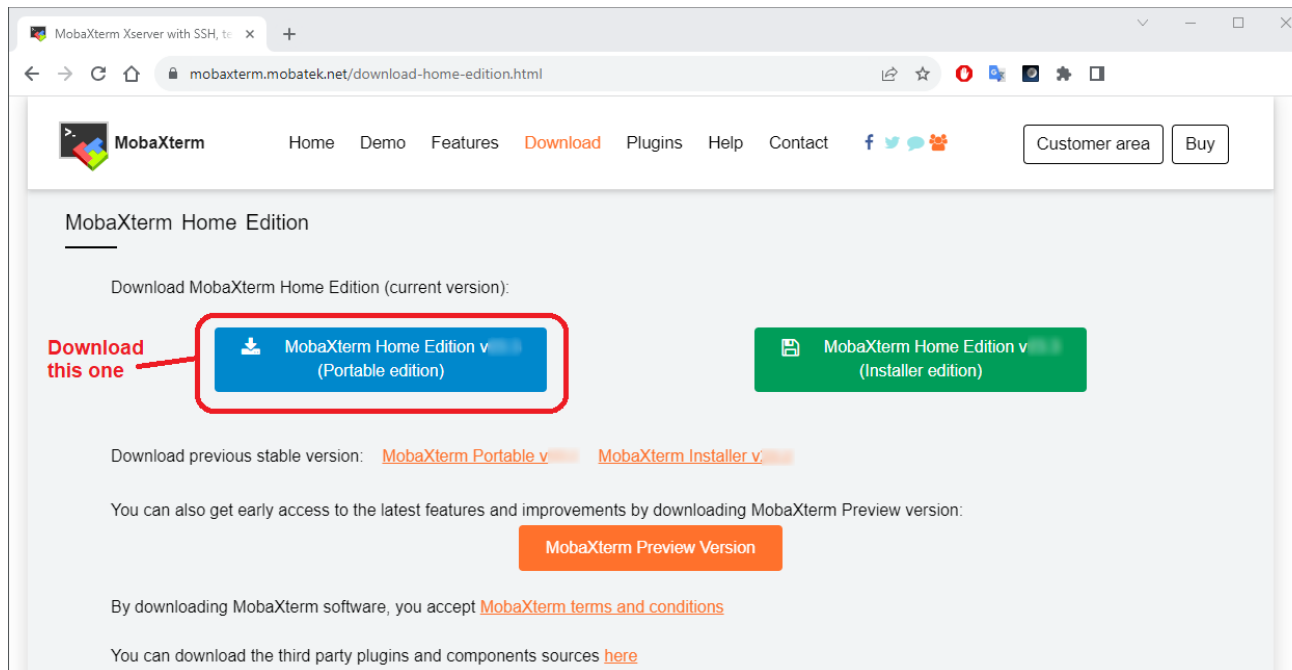 MobaXterm Xserver with SSH, te
mobaxterm.mobatek.net/download-home-edition.html
MobaXterm Home Demo Features Download Plugins Help Contact Customer area Buy
MobaXterm Home Edition
Download MobaXterm Home Edition (current version):
Download
this one
MobaXterm Home Edition v
(Portable edition)
MobaXterm Home Edition v
(Installer edition)
Download previous stable version: MobaXterm Portable v MobaXterm Installer v
You can also get early access to the latest features and improvements by downloading MobaXterm Preview version:
MobaXterm Preview Version
By downloading MobaXterm software, you accept MobaXterm terms and conditions
You can download the third party plugins and components sources here